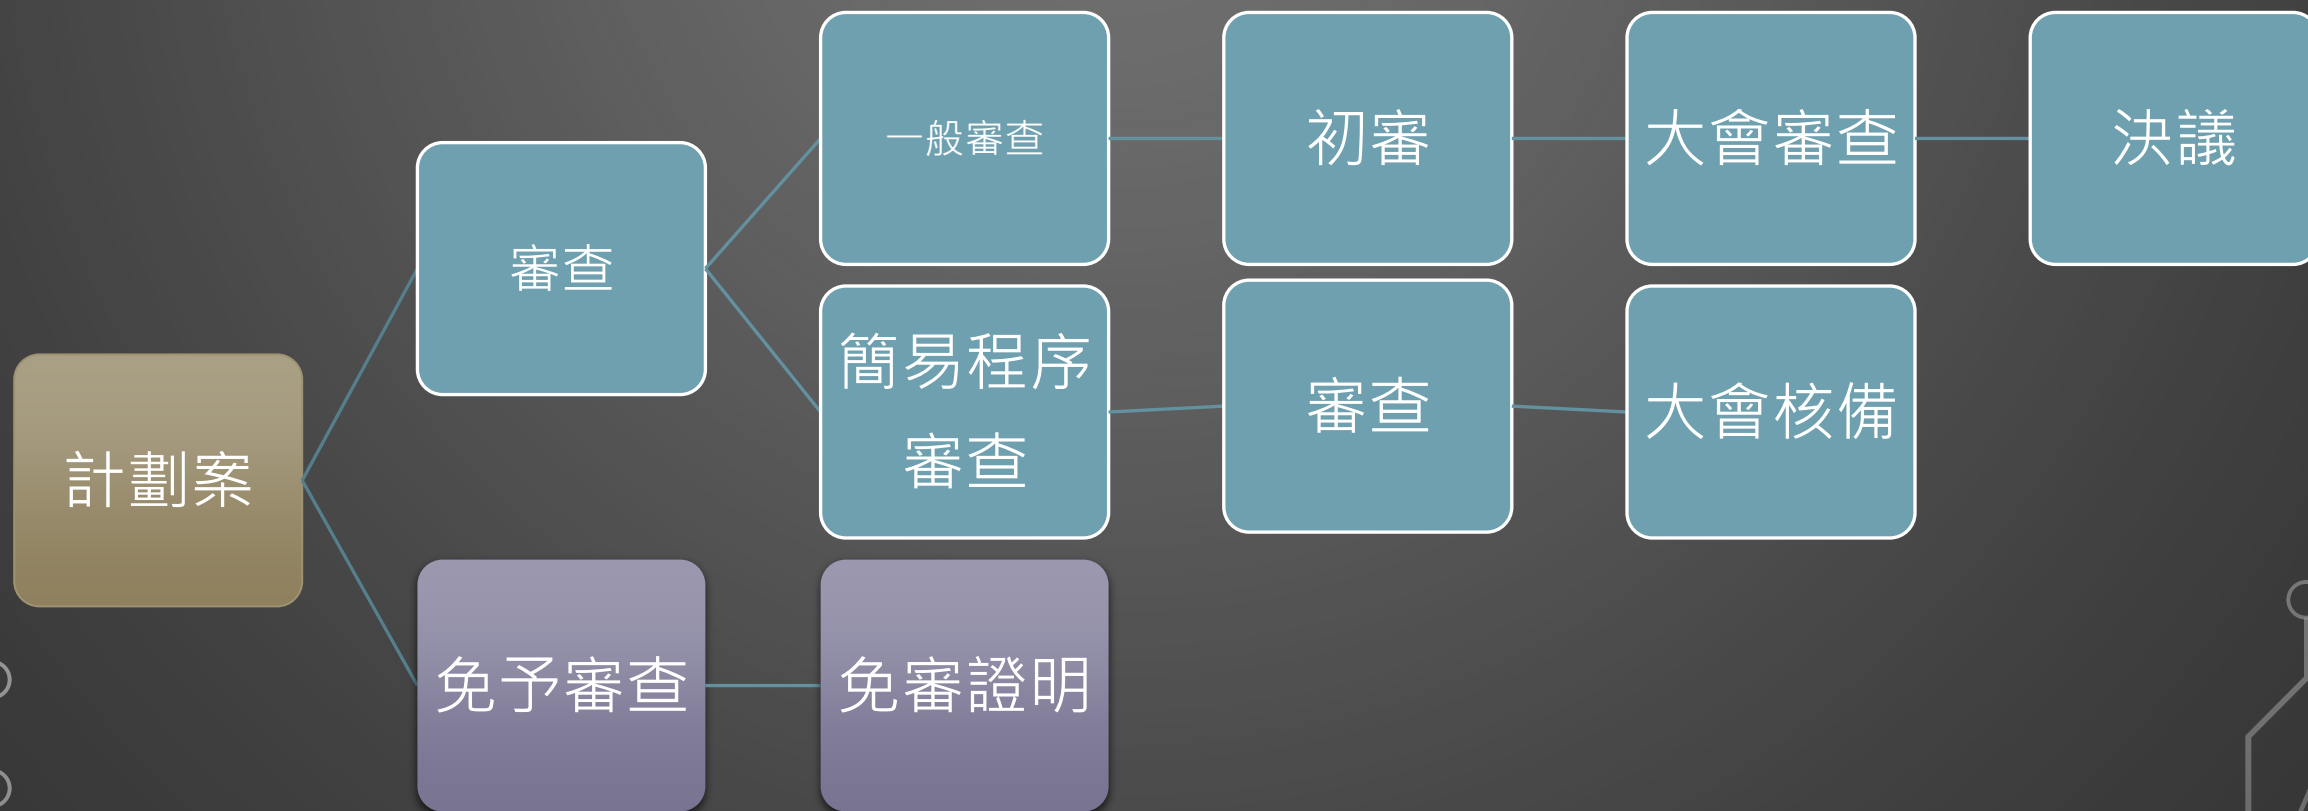 計劃案
審查
一般審查
初審
大會審查
決議
簡易程序
審查
審查
大會核備
免予審查
免審證明